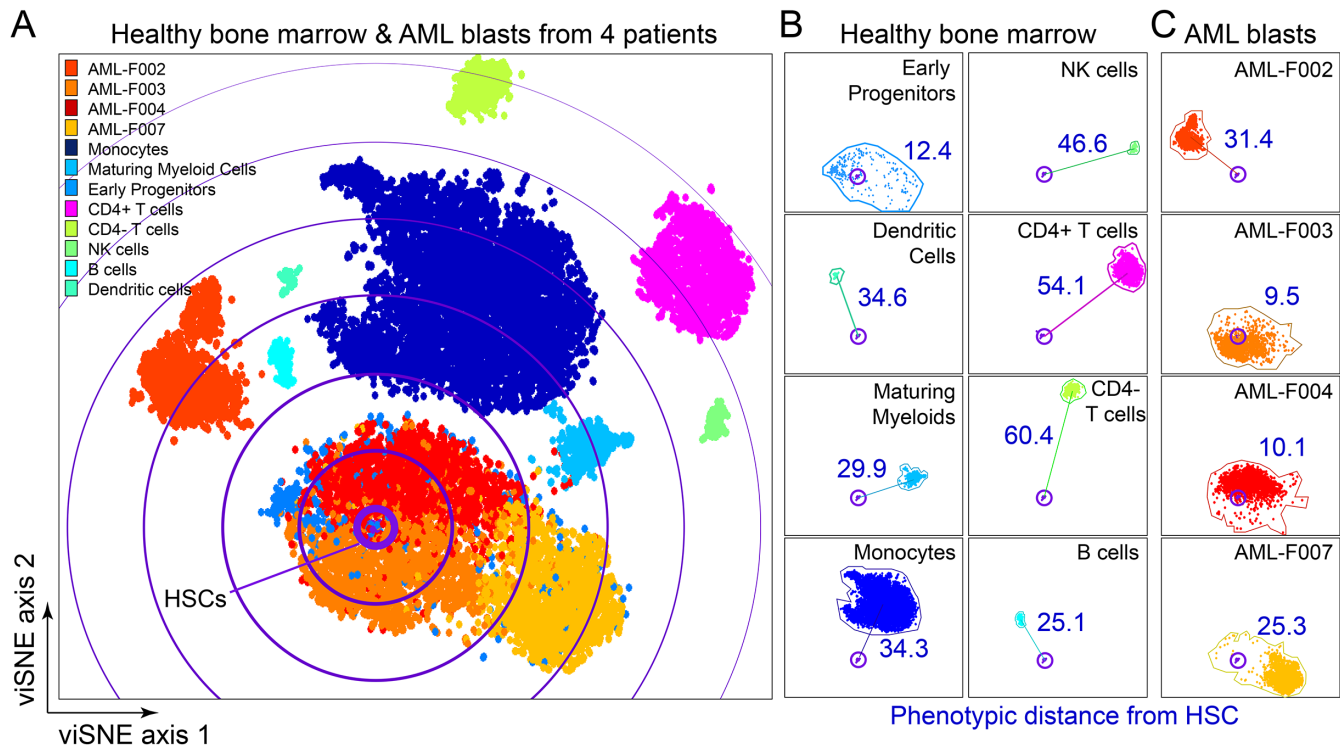 A
Healthy bone marrow & AML blasts from 4 patients
AML-F002
AML-F003
AML-F004
AML-F007
Monocytes
Maturing Myeloid Cells
Early Progenitors
CD4+ T cells
CD4- T cells
NK cells
B cells
Dendritic cells
HSCs
viSNE axis 2
viSNE axis 1
B
Healthy bone marrow
Early
Progenitors
12.4
NK cells
46.6
Dendritic
Cells
34.6
CD4+ T cells
54.1
Maturing
Myeloids
29.9
CD4-
T cells
60.4
Monocytes
34.3
B cells
25.1
C
AML blasts
AML-F002
31.4
AML-F003
9.5
AML-F004
10.1
AML-F007
25.3
Phenotypic distance from HSC